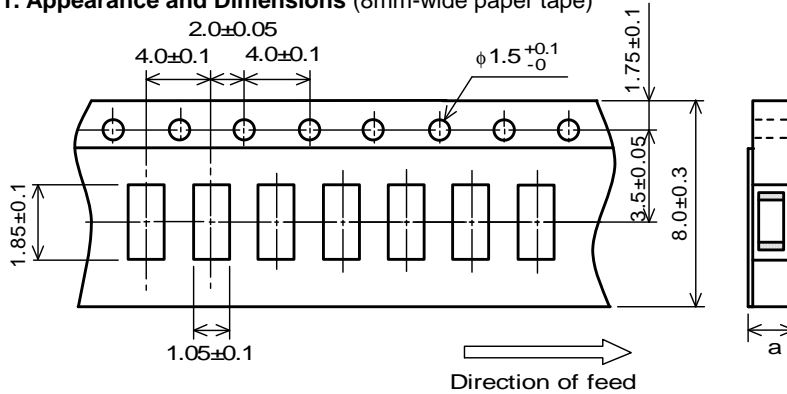 1. Appearance and Dimensions (8mm-wide paper tape)
2.0±0.05
4.0±0.1
4.0±0.1
ϕ1.5 +0.1 -0
1.75±0.1
3.5±0.05
8.0±0.3
1.85±0.1
1.05±0.1
a
Direction of feed